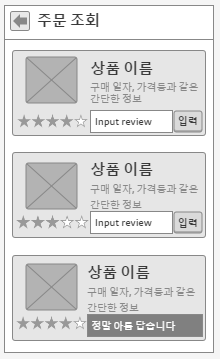 주문 조회
상품 이름
구매 일자, 가격등과 같은
간단한 정보
Input review
입력
상품 이름
구매 일자, 가격등과 같은
간단한 정보
Input review
입력
상품 이름
구매 일자, 가격등과 같은
간단한 정보
정말 아름 답습니다